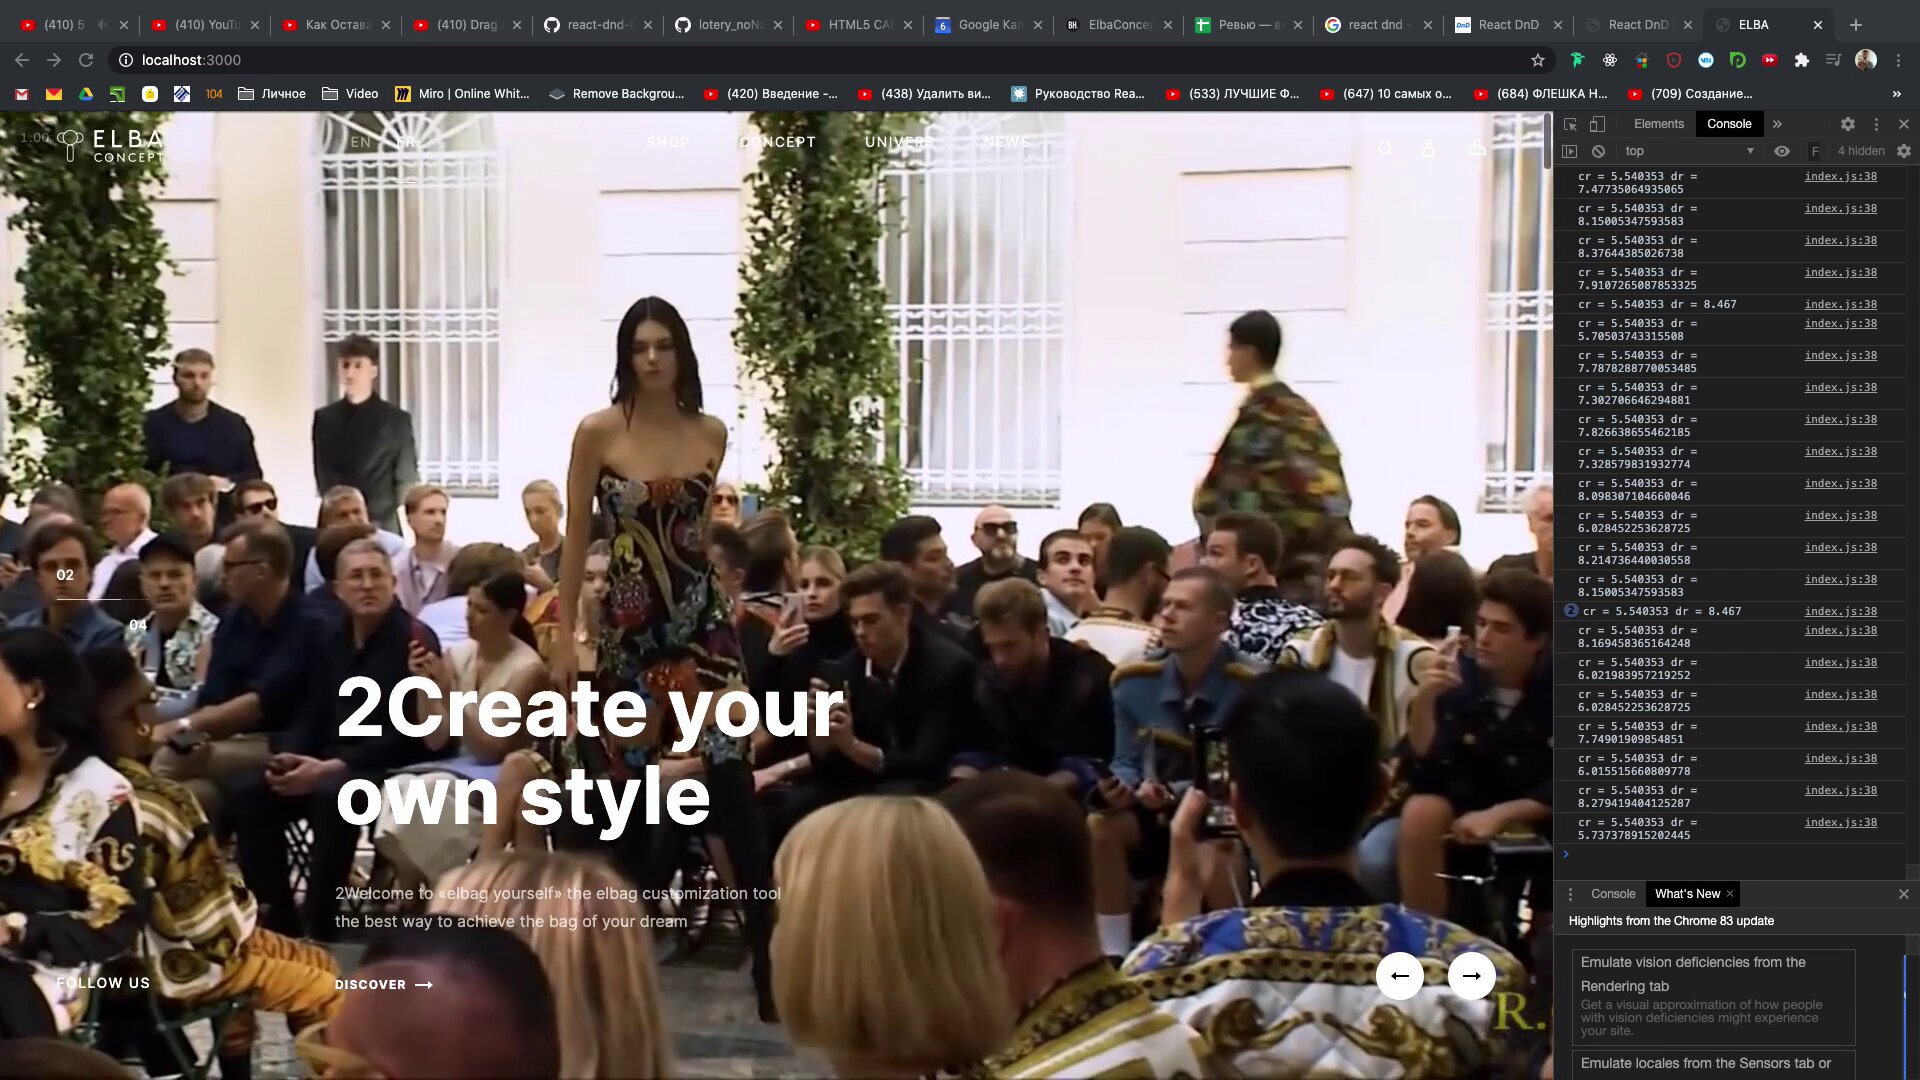 (410) 5
(410) YouTu
Как Остава
(410) Drag
react-dnd-t
lotery_noNa
HTML5 CAN
Google Кал
ElbaConcep
Ревью — в
react dnd -
React DnD
React DnD
ELBA
localhost:3000
104
Личное
Video
Miro | Online Whit...
Remove Backgrou...
(420) Введение -...
(438) Удалить ви...
Руководство Rea...
(533) ЛУЧШИЕ Ф...
(647) 10 самых о...
(684) ФЛЕШКА Н...
(709) Создание...
»
1.00
ELBA
CONCEPT
EN
FR
SHOP
CONCEPT
UNIVERS
NEWS
02
04
2Create your
own style
2Welcome to «elbag yourself» the elbag customization tool
the best way to achieve the bag of your dream
FOLLOW US
DISCOVER
R.
Elements
Console
»
top
F
4 hidden
cr = 5.540353 dr = index.js:38
7.47735064935065
cr = 5.540353 dr = index.js:38
8.15005347593583
cr = 5.540353 dr = index.js:38
8.37644385026738
cr = 5.540353 dr = index.js:38
7.9107265087853325
cr = 5.540353 dr = 8.467 index.js:38
cr = 5.540353 dr = index.js:38
5.70503743315508
cr = 5.540353 dr = index.js:38
7.7878288770053485
cr = 5.540353 dr = index.js:38
7.302706646294881
cr = 5.540353 dr = index.js:38
7.826638655462185
cr = 5.540353 dr = index.js:38
7.328579831932774
cr = 5.540353 dr = index.js:38
8.098307104660046
cr = 5.540353 dr = index.js:38
6.028452253628725
cr = 5.540353 dr = index.js:38
8.214736440030558
cr = 5.540353 dr = index.js:38
8.15005347593583
2 cr = 5.540353 dr = 8.467 index.js:38
cr = 5.540353 dr = index.js:38
8.169458365164248
cr = 5.540353 dr = index.js:38
6.021983957219252
cr = 5.540353 dr = index.js:38
6.028452253628725
cr = 5.540353 dr = index.js:38
7.74901909854851
cr = 5.540353 dr = index.js:38
6.015515660809778
cr = 5.540353 dr = index.js:38
8.279419404125287
cr = 5.540353 dr = index.js:38
5.737378915202445
Console
What's New
Highlights from the Chrome 83 update
Emulate vision deficiencies from the
Rendering tab
Get a visual approximation of how people
with vision deficiencies might experience
your site.
Emulate locales from the Sensors tab or